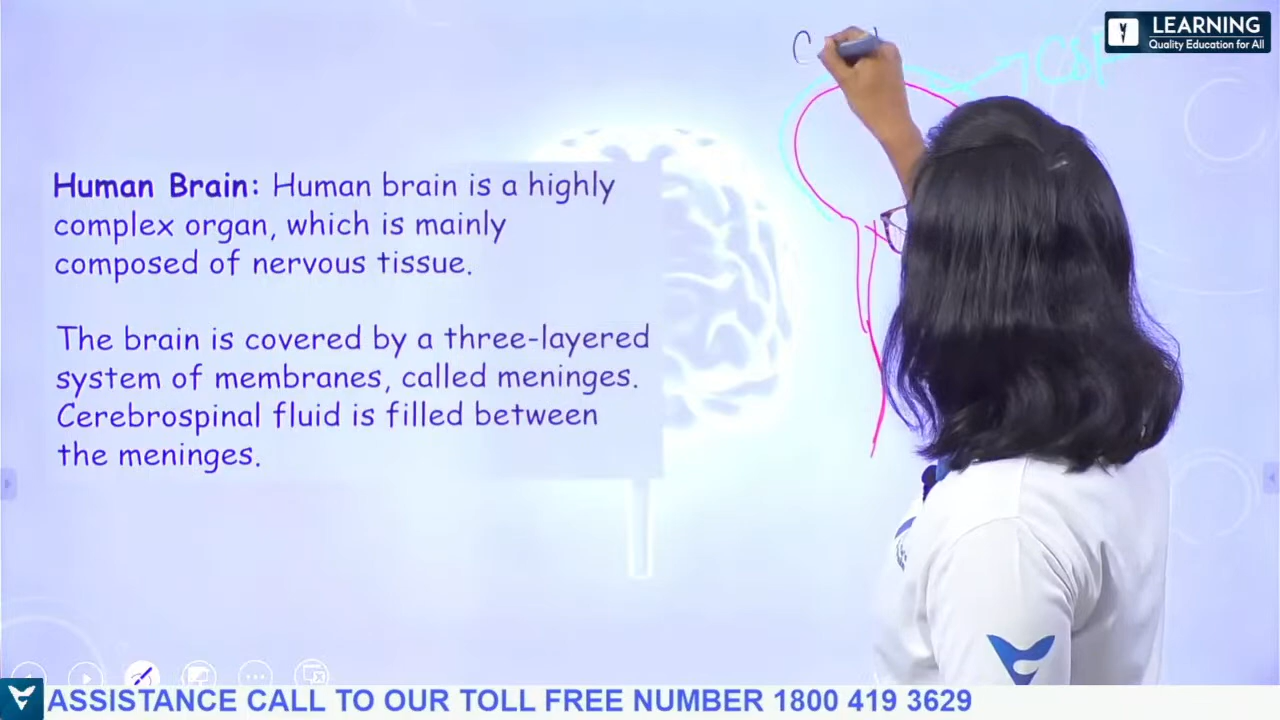 C
CSF
LEARNING
Quality Education for All
Human Brain: Human brain is a highly
complex organ, which is mainly
composed of nervous tissue.
The brain is covered by a three-layered
system of membranes, called meninges.
Cerebrospinal fluid is filled between
the meninges.
ASSISTANCE CALL TO OUR TOLL FREE NUMBER 1800 419 3629